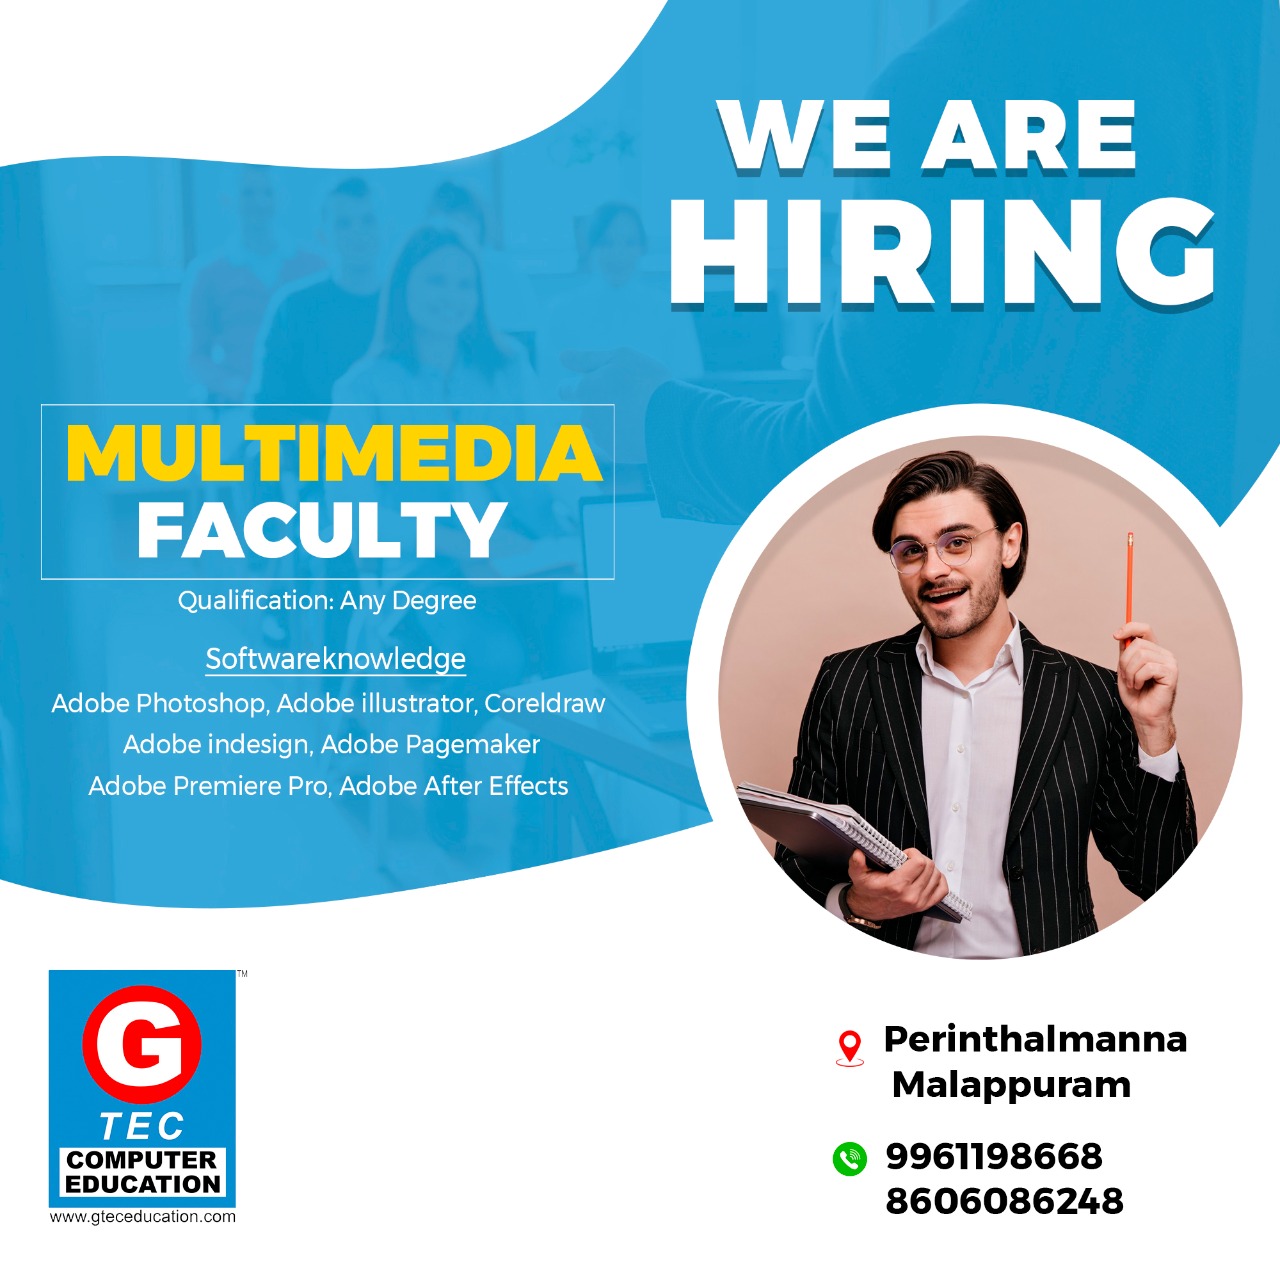 WE ARE
HIRING
MULTIMEDIA
FACULTY
Qualification: Any Degree
Softwareknowledge
Adobe Photoshop, Adobe illustrator, Coreldraw
Adobe indesign, Adobe Pagemaker
Adobe Premiere Pro, Adobe After Effects
G
TM
TEC
COMPUTER
EDUCATION
www.gteceducation.com
Perinthalmanna
Malappuram
9961198668
8606086248